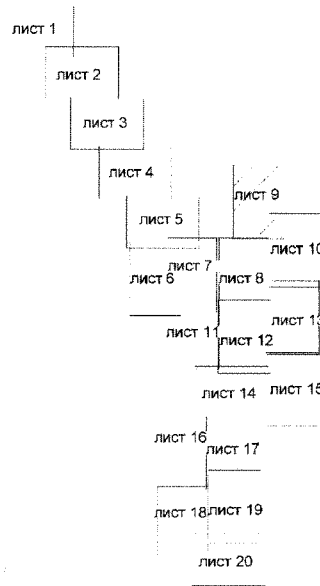 лист 1
лист 2
лист 3
лист 4
лист 9
лист 5
лист 10
лист 7
лист 6
лист 8
лист 13
лист 11
лист 12
лист 14
лист 15
лист 16
лист 17
лист 18
лист 19
лист 20